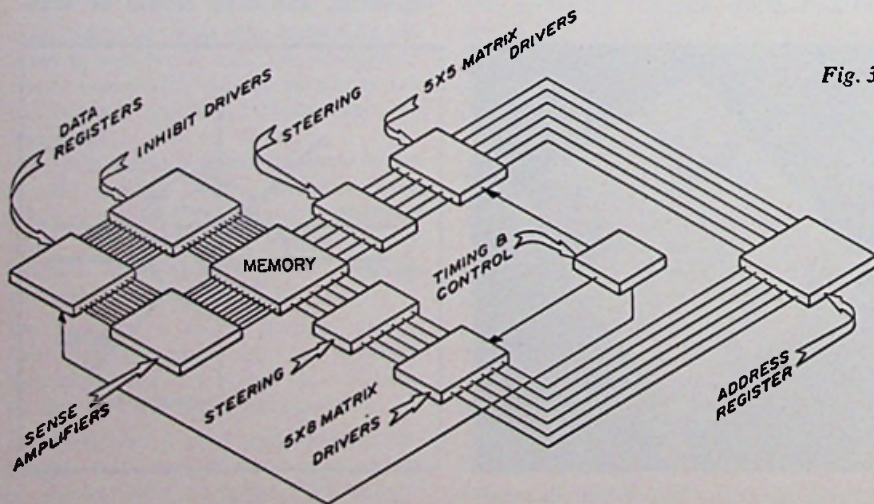 DATA
REGISTERS
INHIBIT DRIVERS
STEERING
5X5 MATRIX
DRIVERS
Fig. 3
MEMORY
TIMING &
CONTROL
SENSE
AMPLIFIERS
STEERING
5X8 MATRIX
DRIVERS
ADDRESS
REGISTER